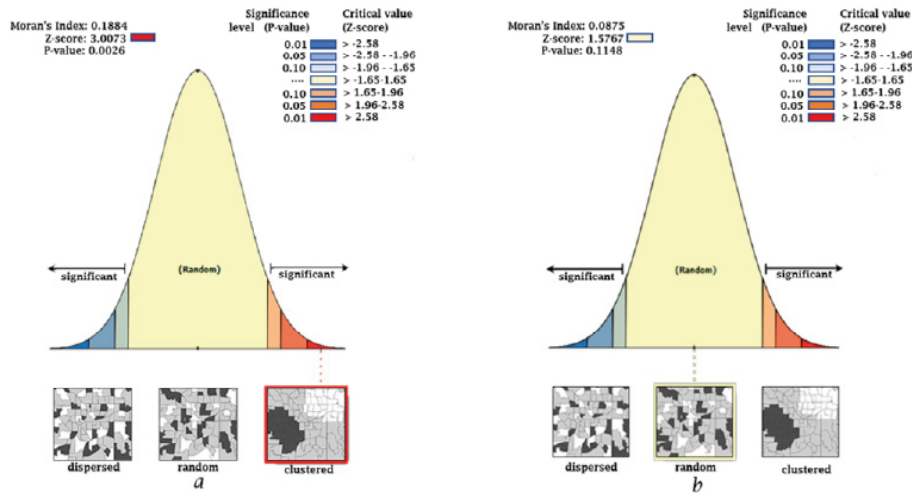 Moran's Index: 0.1884
Z-score: 3.0073
P-value: 0.0026
Significance Critical value
level (P-value) (Z-score)
0.01 > -2.58
0.05 > -2.58 - -1.96
0.10 > -1.96 - -1.65
.... > -1.65-1.65
0.10 > 1.65-1.96
0.05 > 1.96-2.58
0.01 > 2.58
significant
(Random)
significant
dispersed
random
clustered
a
Moran's Index: 0.0875
Z-score: 1.5767
P-value: 0.1148
Significance Critical value
level (P-value) (Z-score)
0.01 > -2.58
0.05 > -2.58 - -1.96
0.10 > -1.96 - -1.65
.... > -1.65-1.65
0.10 > 1.65-1.96
0.05 > 1.96-2.58
0.01 > 2.58
significant
(Random)
significant
dispersed
random
clustered
b